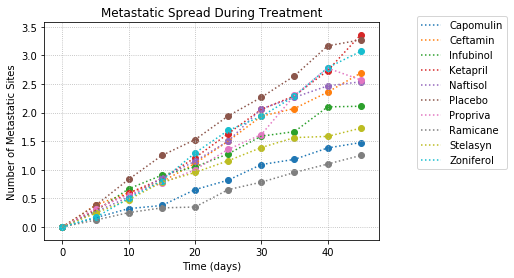 Metastatic Spread During Treatment
Number of Metastatic Sites
3.5
3.0
2.5
2.0
1.5
1.0
0.5
0.0
0 10 20 30 40
Time (days)
Capomulin
Ceftamin
Infubinol
Ketapril
Naftisol
Placebo
Propriva
Ramicane
Stelasyn
Zoniferol